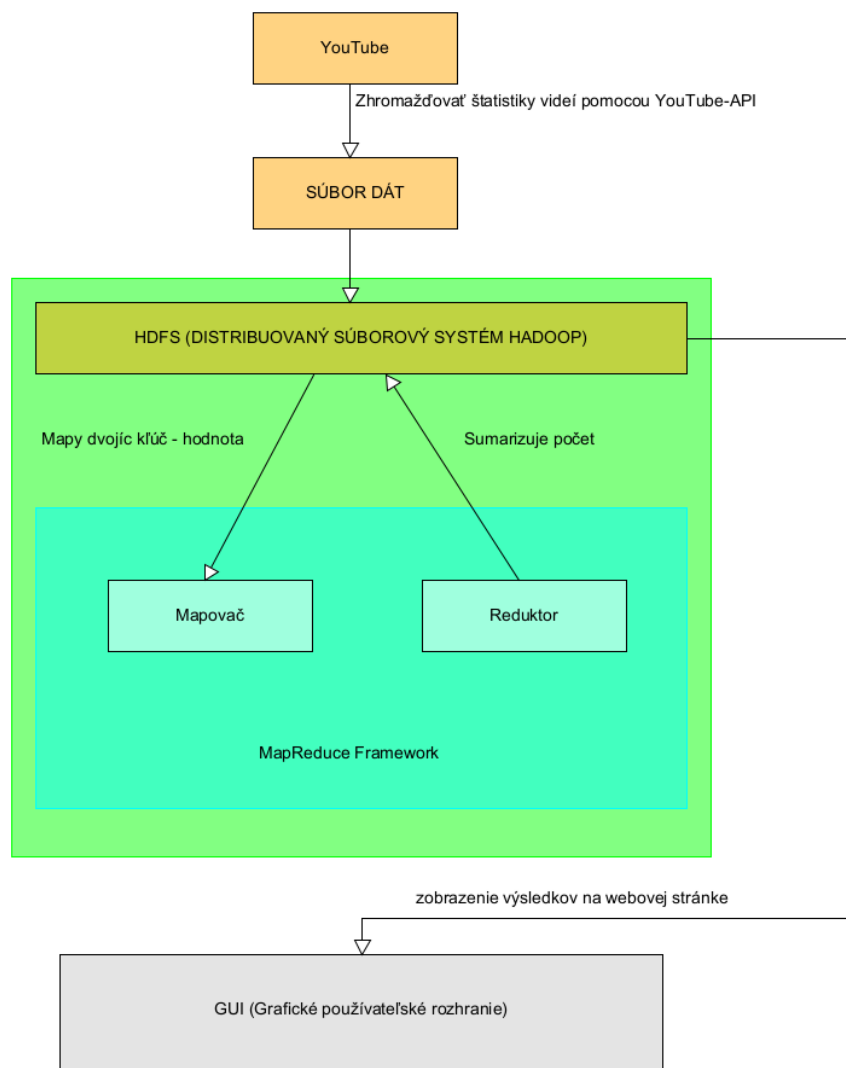 YouTube
Zhromažďovať štatistiky videí pomocou YouTube-API
SÚBOR DÁT
HDFS (DISTRIBUOVANÝ SÚBOROVÝ SYSTÉM HADOOP)
Mapy dvojíc kľúč - hodnota
Sumarizuje počet
Mapovač
Reduktor
MapReduce Framework
zobrazenie výsledkov na webovej stránke
GUI (Grafické používateľské rozhranie)